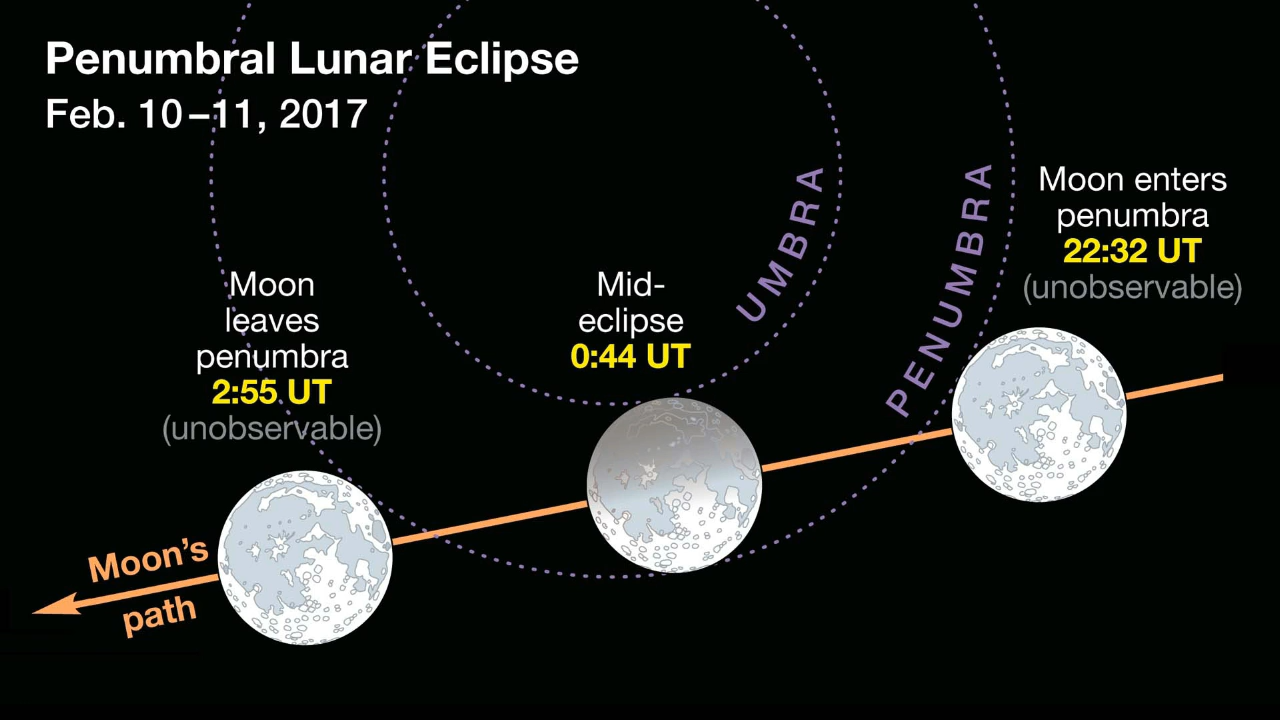 Penumbral Lunar Eclipse
Feb. 10–11, 2017
Moon enters
penumbra
22:32 UT
(unobservable)
UMBRA
PENUMBRA
Mid-
eclipse
0:44 UT
Moon
leaves
penumbra
2:55 UT
(unobservable)
Moon's
path